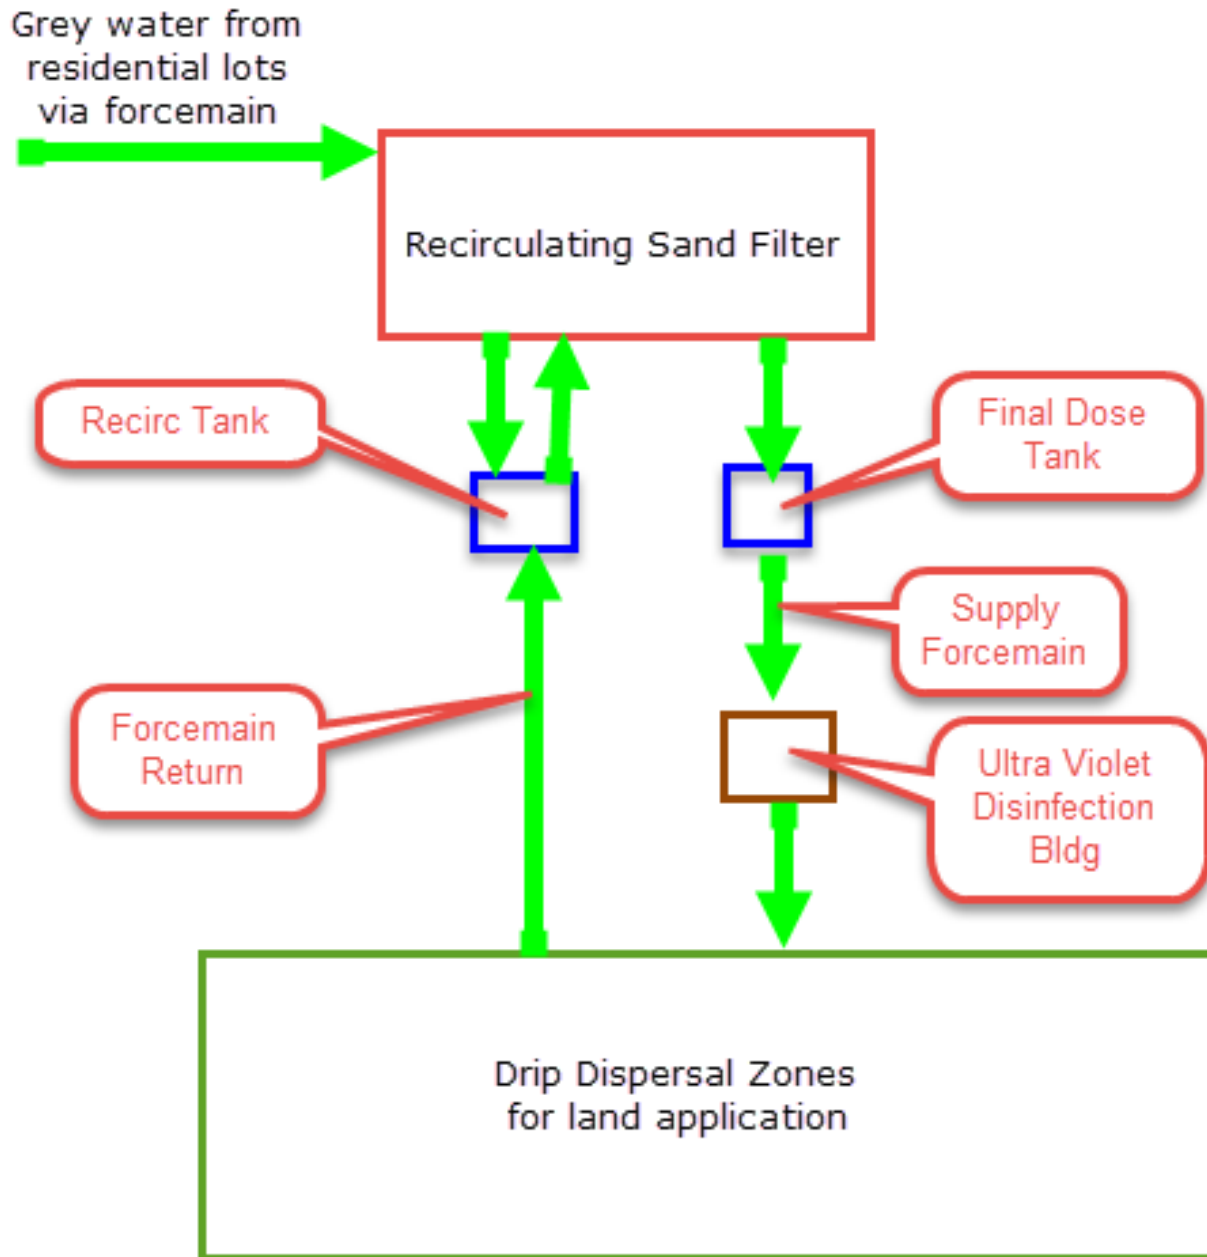 Grey water from
residential lots
via forcemain
Recirculating Sand Filter
Recirc Tank
Final Dose
Tank
Supply
Forcemain
Forcemain
Return
Ultra Violet
Disinfection
Bldg
Drip Dispersal Zones
for land application